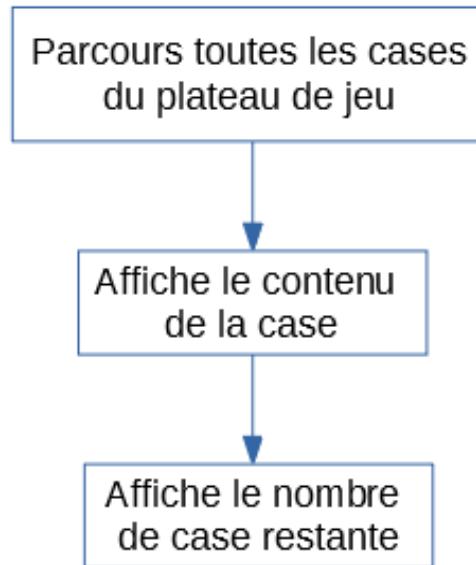 Parcours toutes les cases
du plateau de jeu
Affiche le contenu
de la case
Affiche le nombre
de case restante